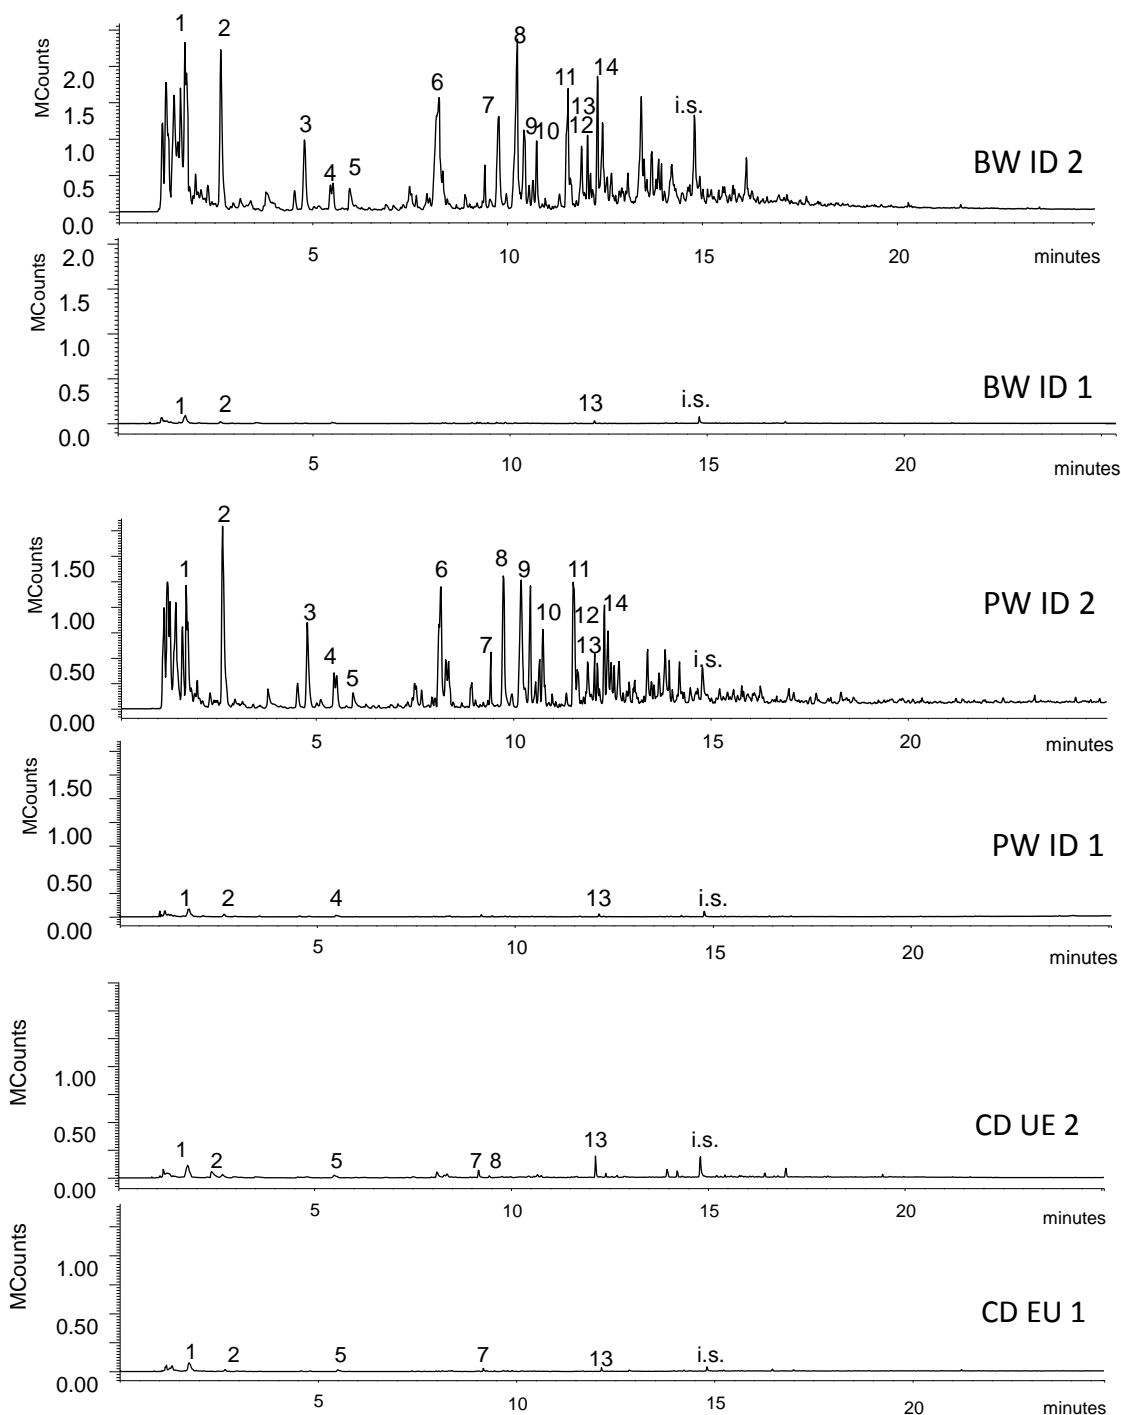 1 2 3 4 5 6 7 8 9 10 11 12 13 14 i.s.
MCounts
2.0
1.5
1.0
0.5
0.0
BW ID 2
5 10 15 20 minutes
MCounts
2.0
1.5
1.0
0.5
0.0
1 2 13 i.s.
BW ID 1
5 10 15 20 minutes
1 2 3 4 5 6 7 8 9 10 11 12 13 14 i.s.
MCounts
1.50
1.00
0.50
0.00
PW ID 2
5 10 15 20 minutes
MCounts
1.50
1.00
0.50
0.00
1 2 4 13 i.s.
PW ID 1
5 10 15 20 minutes
MCounts
1.00
0.50
0.00
1 2 5 7 8 13 i.s.
CD UE 2
5 10 15 20 minutes
MCounts
1.00
0.50
0.00
1 2 5 7 13 i.s.
CD EU 1
5 10 15 20 minutes